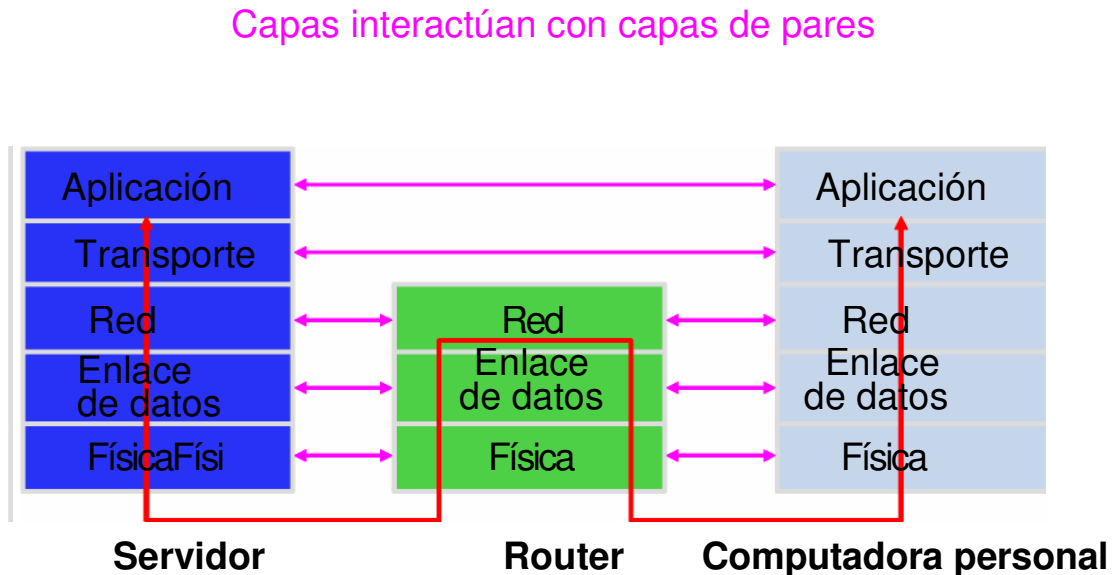 Capas interactúan con capas de pares
Aplicación
Transporte
Red
Enlace
de datos
FísicaFísi
Red
Enlace
de datos
Física
Aplicación
Transporte
Red
Enlace
de datos
Física
Servidor
Router
Computadora personal